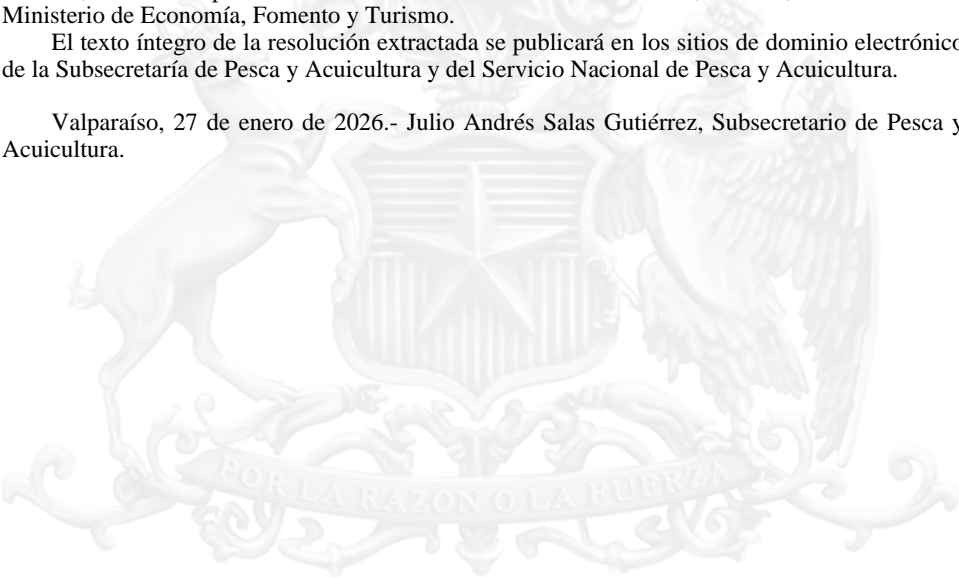 Ministerio de Economía, Fomento y Turismo.
El texto íntegro de la resolución extractada se publicará en los sitios de dominio electrónico
de la Subsecretaría de Pesca y Acuicultura y del Servicio Nacional de Pesca y Acuicultura.
Valparaíso, 27 de enero de 2026.- Julio Andrés Salas Gutiérrez, Subsecretario de Pesca y
Acuicultura.
POR LA RAZON O LA FUERZA